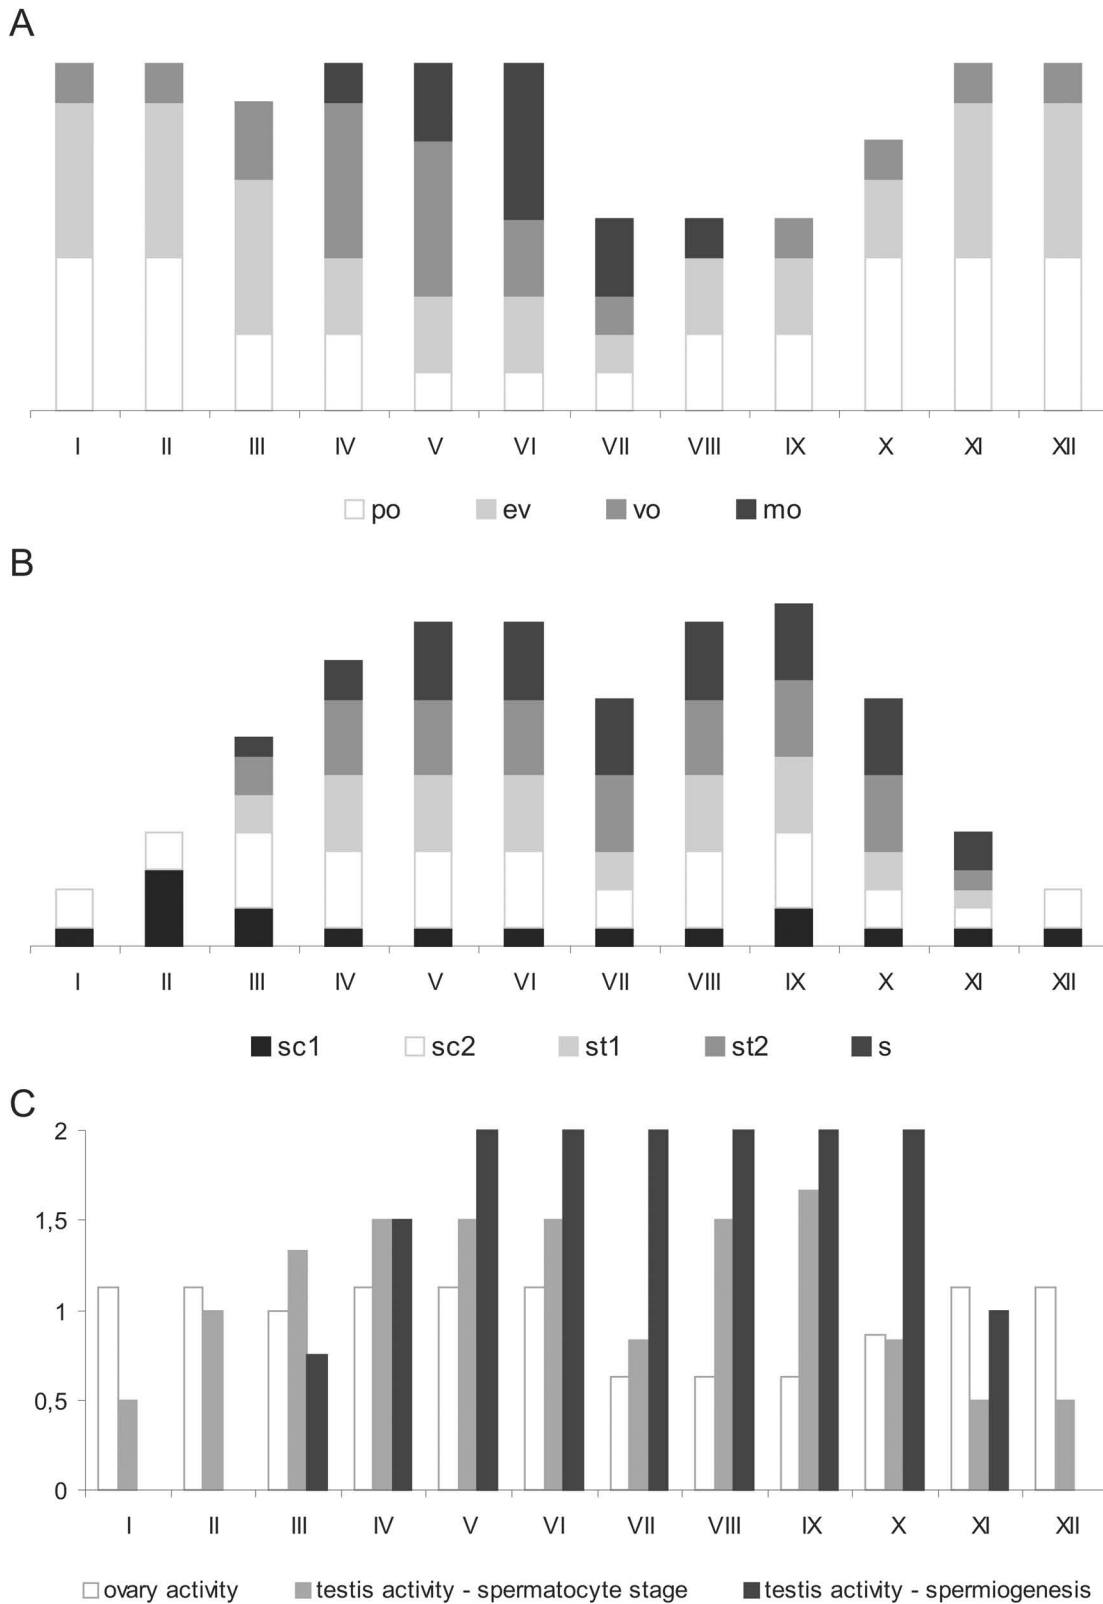 A
I II III IV V VI VII VIII IX X XI XII
po ev vo mo
B
I II III IV V VI VII VIII IX X XI XII
sc1 sc2 st1 st2 s
C
2
1,5
1
0,5
0
I II III IV V VI VII VIII IX X XI XII
ovary activity testis activity - spermatocyte stage testis activity - spermiogenesis